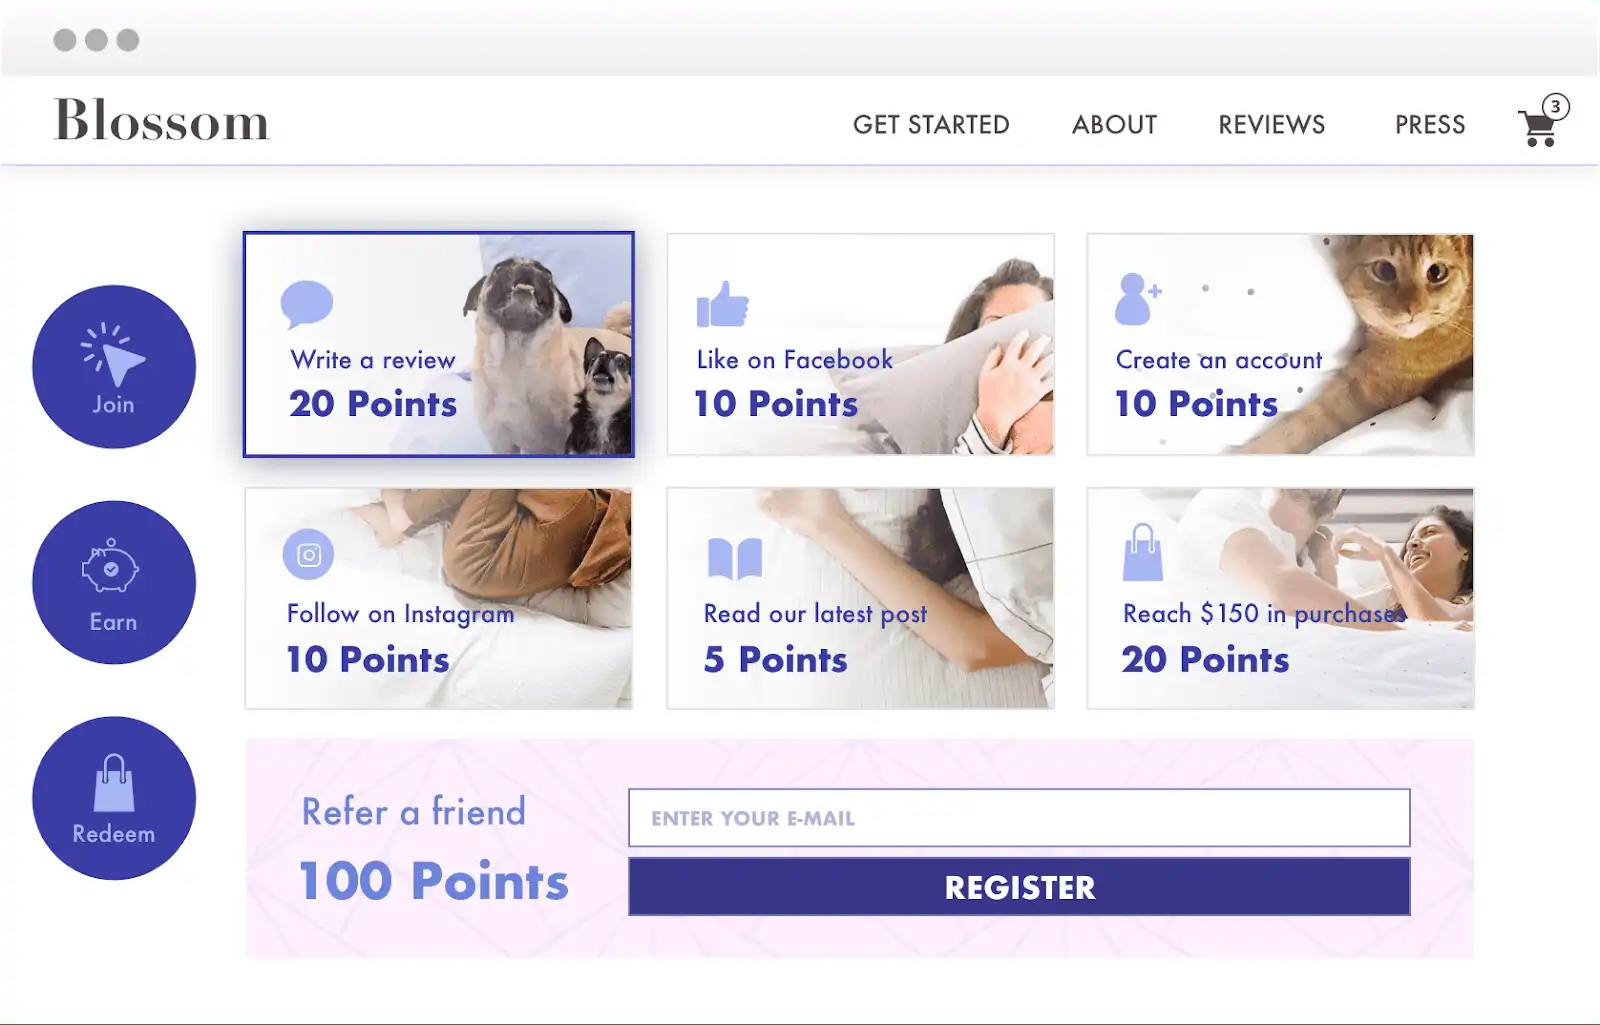 Blossom
GET STARTED
ABOUT
REVIEWS
PRESS
3
Join
Earn
Redeem
Write a review
20 Points
Like on Facebook
10 Points
Create an account
10 Points
Follow on Instagram
10 Points
Read our latest post
5 Points
Reach $150 in purchases
20 Points
Refer a friend
100 Points
ENTER YOUR E-MAIL
REGISTER